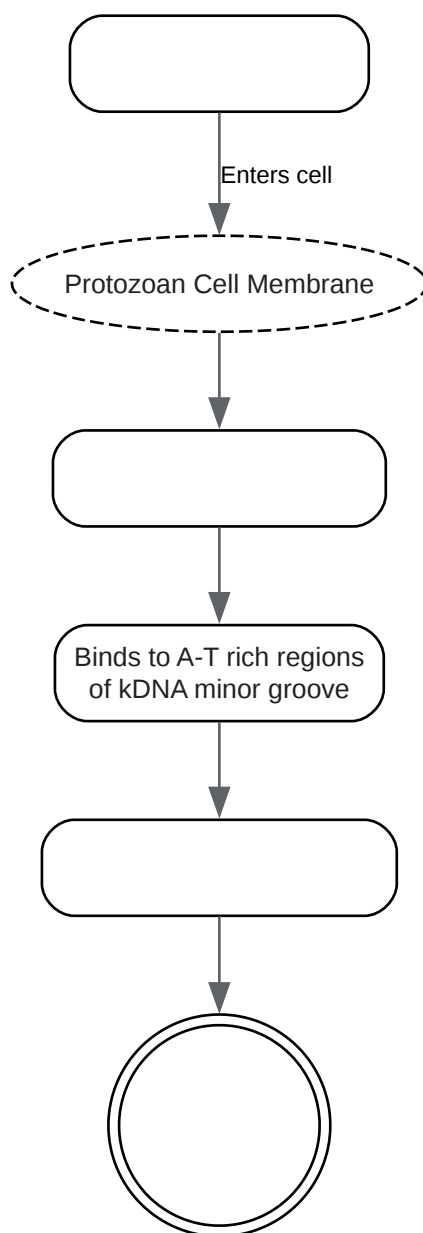 Enters cell
Protozoan Cell Membrane
Binds to A-T rich regions
of kDNA minor groove